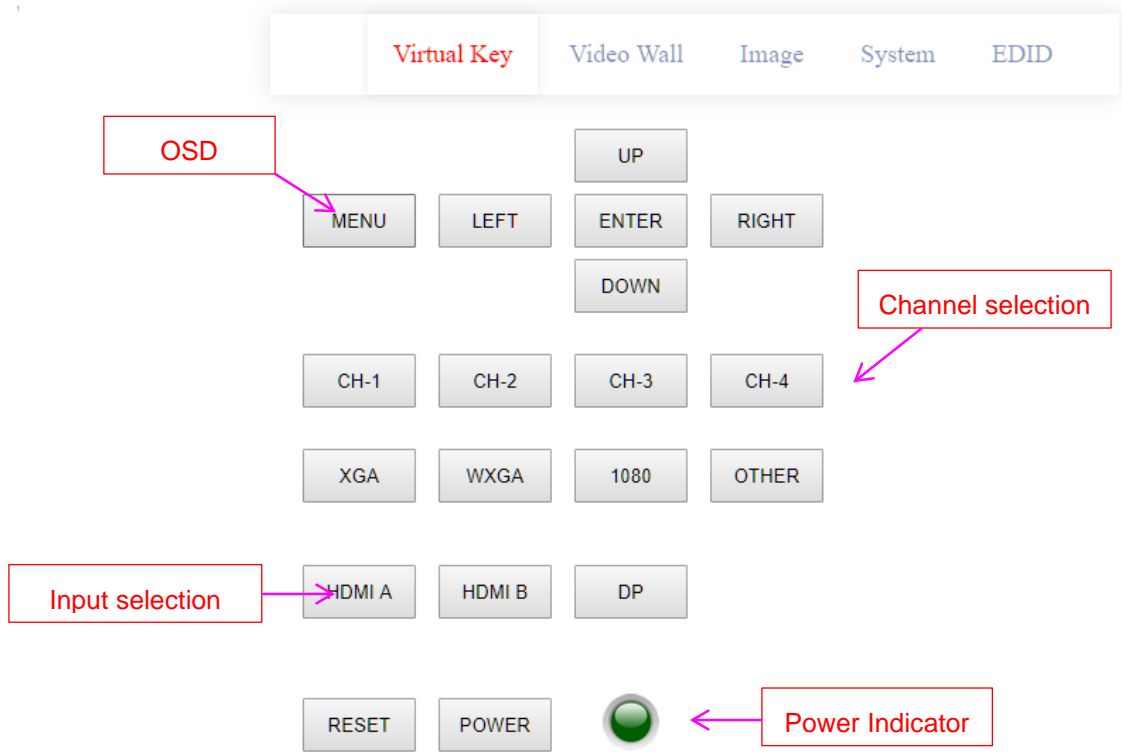 Virtual Key Video Wall Image System EDID
OSD
UP
MENU LEFT ENTER RIGHT
DOWN
Channel selection
CH-1 CH-2 CH-3 CH-4
XGA WXGA 1080 OTHER
Input selection HDMI A HDMI B DP
RESET POWER Power Indicator